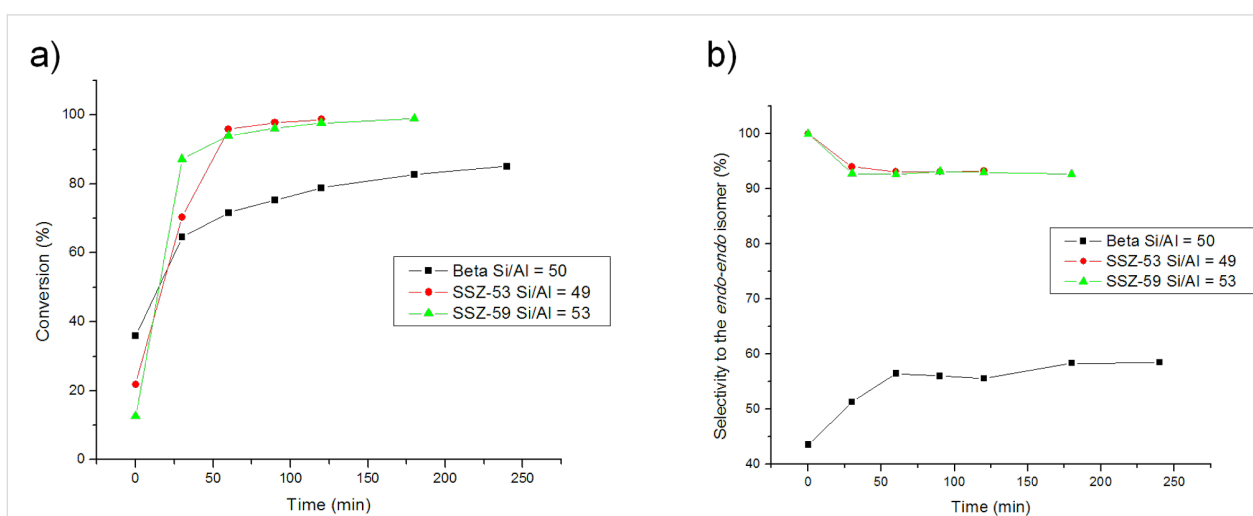 a)
Conversion (%)
100
80
60
40
20
0
0
50
100
150
200
250
Time (min)
Beta Si/Al = 50
SSZ-53 Si/Al = 49
SSZ-59 Si/Al = 53
b)
Selectivity to the endo-endo isomer (%)
100
90
80
70
60
50
40
0
50
100
150
200
250
Time (min)
Beta Si/Al = 50
SSZ-53 Si/Al = 49
SSZ-59 Si/Al = 53